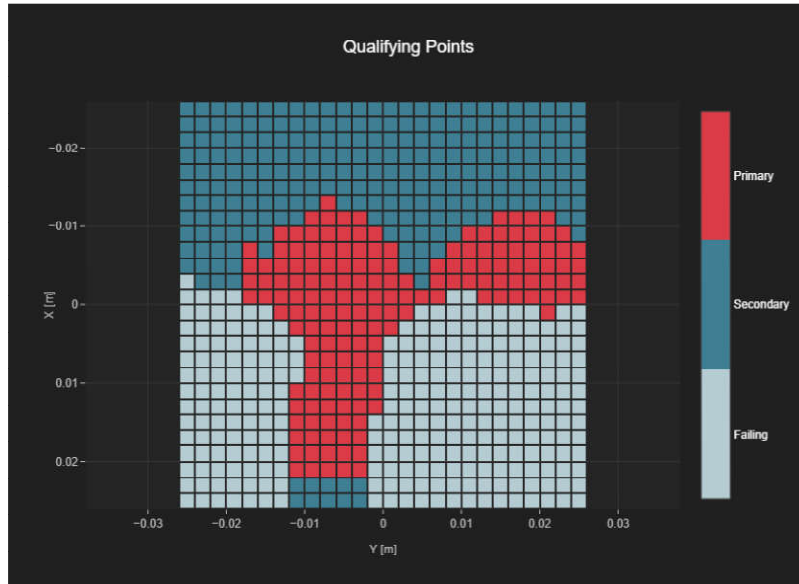 Qualifying Points
−0.02
−0.01
0
0.01
0.02
X [m]
−0.03
−0.02
−0.01
0
0.01
0.02
0.03
Y [m]
Primary
Secondary
Failing